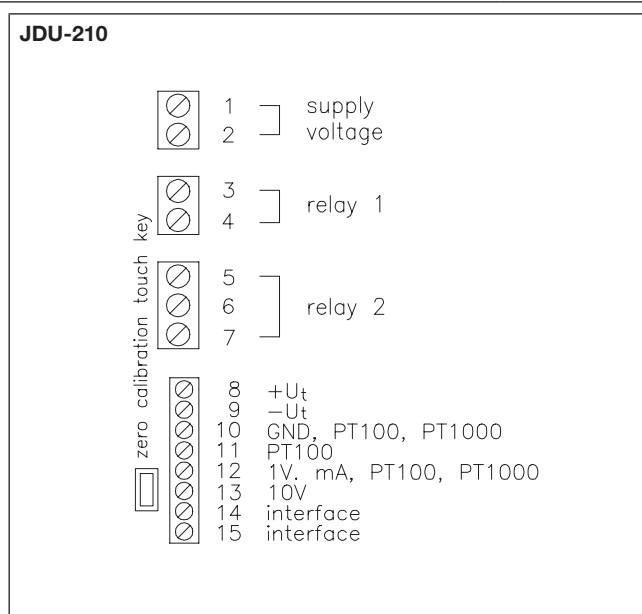 JDU-210
1 supply
2 voltage
3
relay 1
4
5
6 relay 2
7
zero calibration touch key
8 +Ut
9 -Ut
10 GND, PT100, PT1000
11 PT100
12 1V. mA, PT100, PT1000
13 10V
14 interface
15 interface